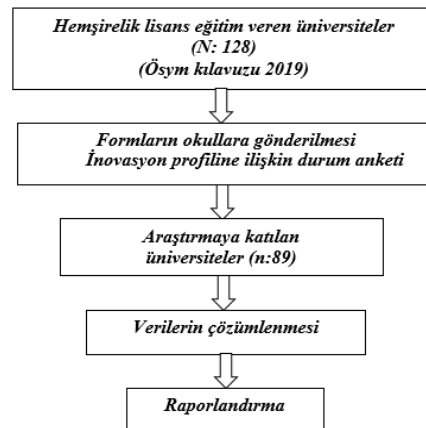 Hemşirelik lisans eğitim veren üniversiteler
(N: 128)
(Ösym kılavuzu 2019)
Formların okullara gönderilmesi
İnovasyon profiline ilişkin durum anketi
Araştırmaya katılan
üniversiteler (n:89)
Verilerin çözümlenmesi
Raporlandırma